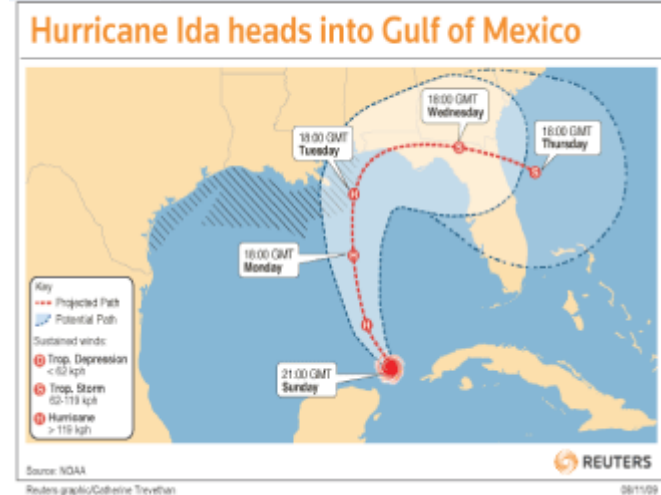 Hurricane Ida heads into Gulf of Mexico
18:00 GMT
Wednesday
18:00 GMT
Tuesday
18:00 GMT
Thursday
H
S
S
18:00 GMT
Monday
H
H
21:00 GMT
Sunday
Key
Projected Path
Potential Path
Sustained winds:
D Trop. Depression
< 62 kph
S Trop. Storm
62-119 kph
H Hurricane
> 119 kph
Source: NOAA
REUTERS
Reuters graphic/Catherine Trevethan
08/11/09